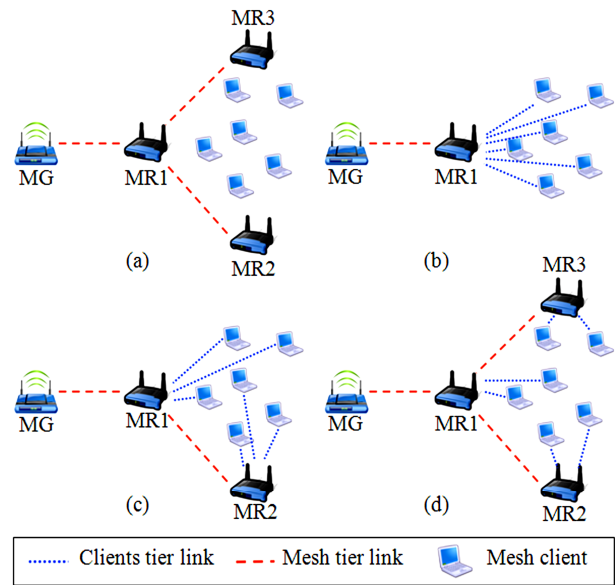 MR3
MG
MR1
MR2
(a)
MG
MR1
(b)
MG
MR1
MR2
(c)
MR3
MG
MR1
MR2
(d)
Clients tier link
Mesh tier link
Mesh client